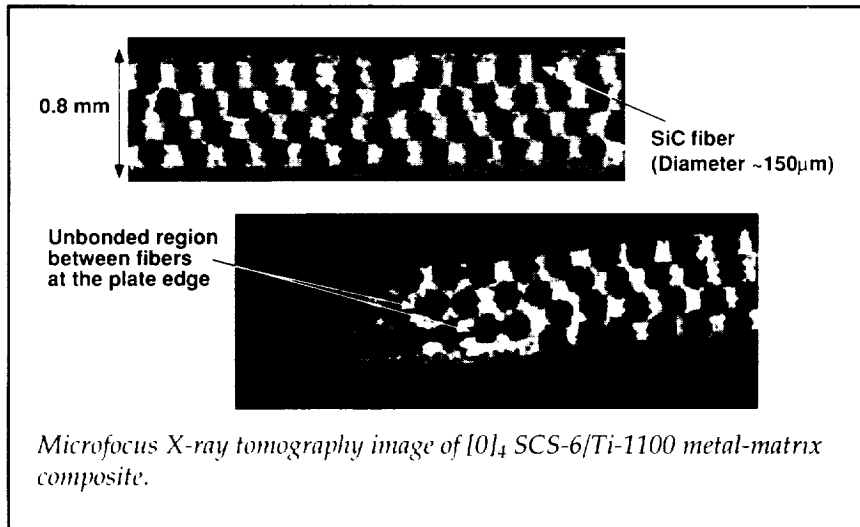 0.8 mm
SiC fiber
(Diameter ~150μm)
Unbonded region
between fibers
at the plate edge
Microfocus X-ray tomography image of [0]₄ SCS-6/Ti-1100 metal-matrix
composite.